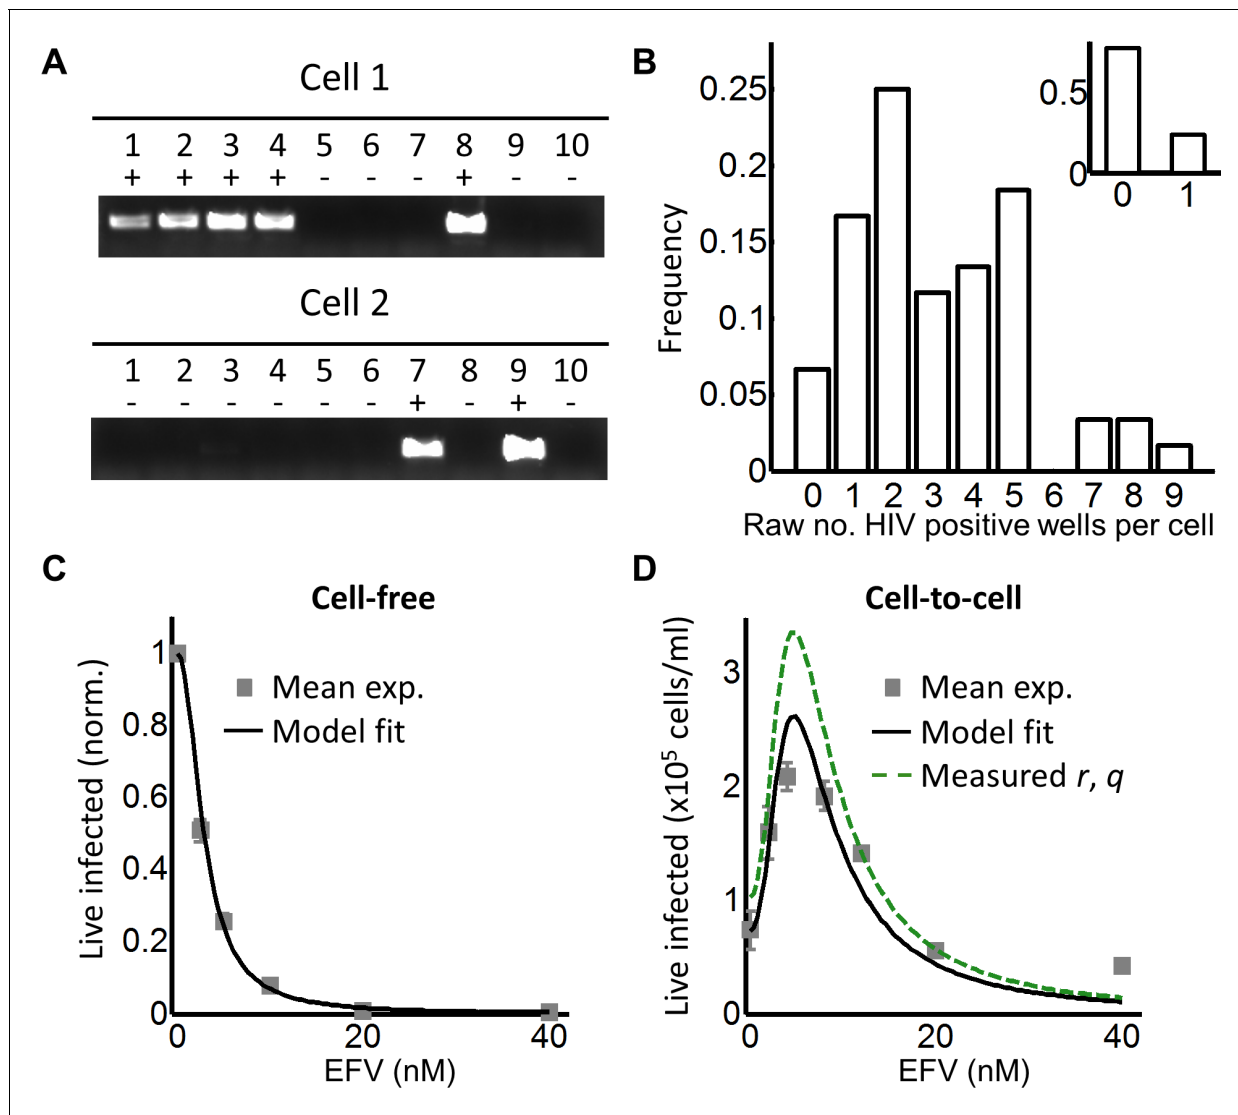 A
Cell 1
1 2 3 4 5 6 7 8 9 10
+ + + + - - - + - -
Cell 2
1 2 3 4 5 6 7 8 9 10
- - - - - - + - + -
B
Frequency
0.25
0.2
0.15
0.1
0.05
0
0 1 2 3 4 5 6 7 8 9
Raw no. HIV positive wells per cell
0.5
0
0 1
C
Cell-free
Live infected (norm.)
1
0.8
0.6
0.4
0.2
0
Mean exp.
Model fit
0 20 40
EFV (nM)
D
Cell-to-cell
Live infected (x10⁵ cells/ml)
3
2
1
0
Mean exp.
Model fit
Measured r, q
0 20 40
EFV (nM)